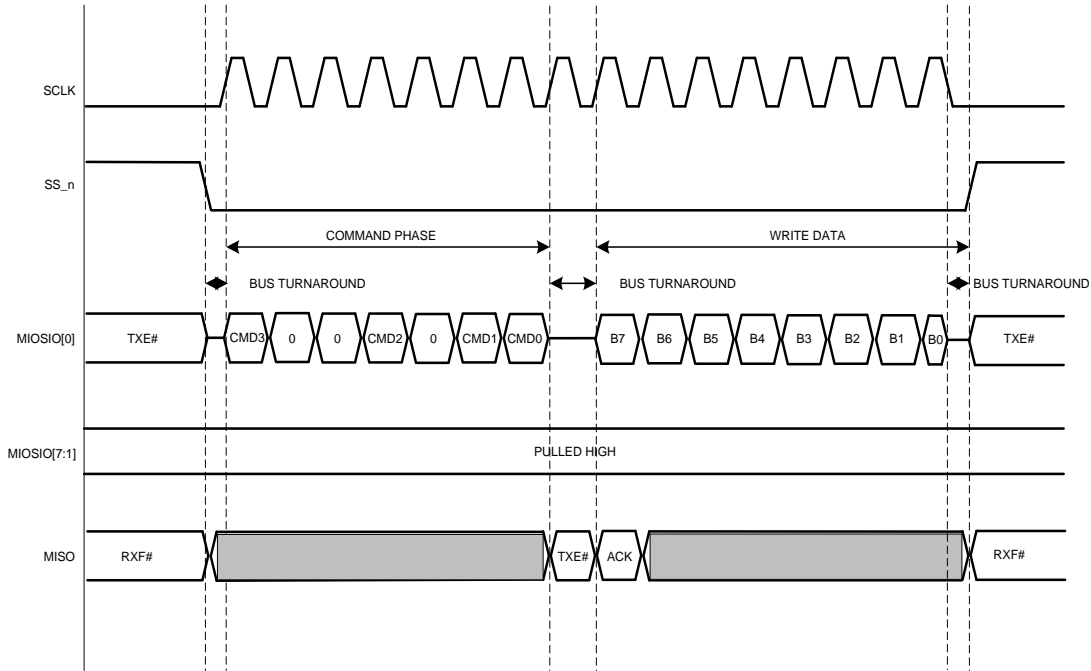 SCLK
SS_n
COMMAND PHASE
WRITE DATA
BUS TURNAROUND
BUS TURNAROUND
BUS TURNAROUND
MIOSIO[0]
TXE# CMD3 0 0 CMD2 0 CMD1 CMD0 B7 B6 B5 B4 B3 B2 B1 B0 TXE#
MIOSIO[7:1]
PULLED HIGH
MISO
RXF# TXE# ACK RXF#